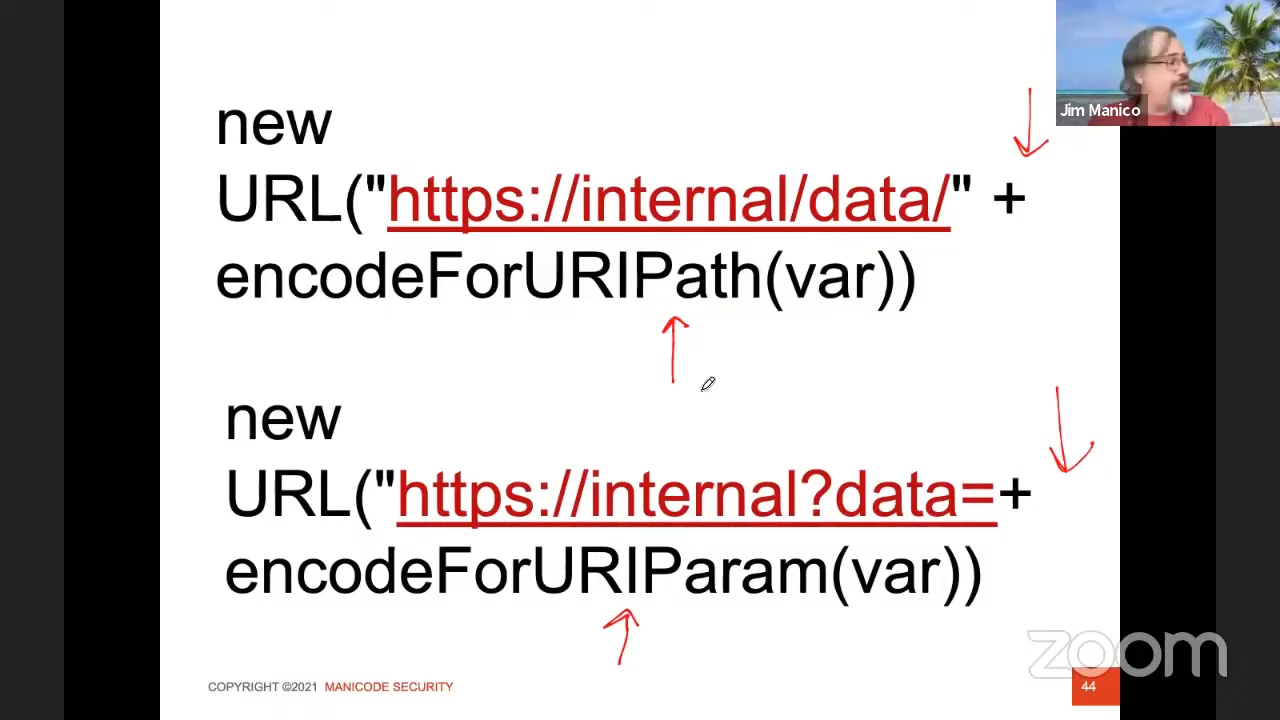 new
URL("https://internal/data/" +
encodeForURIPath(var))
new
URL("https://internal?data=+
encodeForURIParam(var))
Jim Manico
COPYRIGHT ©2021 MANICODE SECURITY
44
zoom